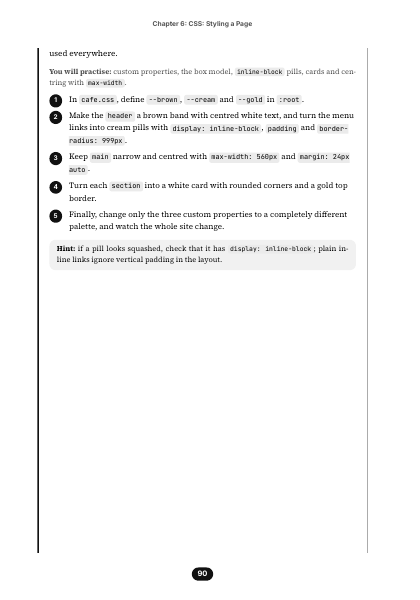 Chapter 6: CSS: Styling a Page
used everywhere.
You will practise: custom properties, the box model, inline-block pills, cards and cen-
tring with max-width.
1 In cafe.css, define --brown, --cream and --gold in :root.
2 Make the header a brown band with centred white text, and turn the menu
links into cream pills with display: inline-block, padding and border-
radius: 999px.
3 Keep main narrow and centred with max-width: 560px and margin: 24px
auto.
4 Turn each section into a white card with rounded corners and a gold top
border.
5 Finally, change only the three custom properties to a completely different
palette, and watch the whole site change.
Hint: if a pill looks squashed, check that it has display: inline-block; plain in-
line links ignore vertical padding in the layout.
90